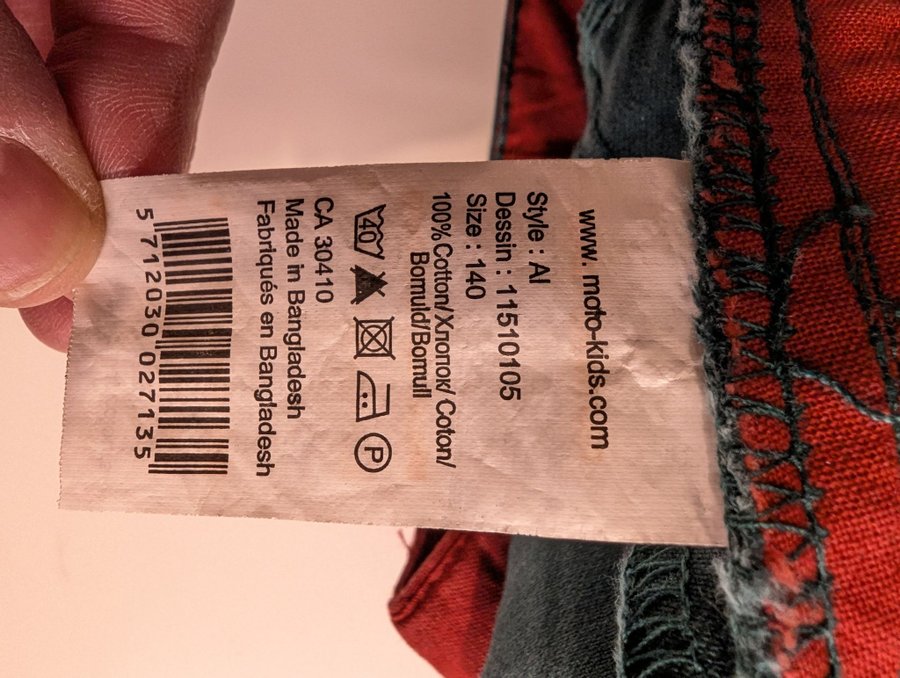 www. moto-kids.com
Style : Al
Dessin : 11510105
Size : 140
100% Cotton/Хлопок/ Coton/
Bomuld/Bomull
40 P
CA 30410
Made in Bangladesh
Fabriqués en Bangladesh
5 712030 027135